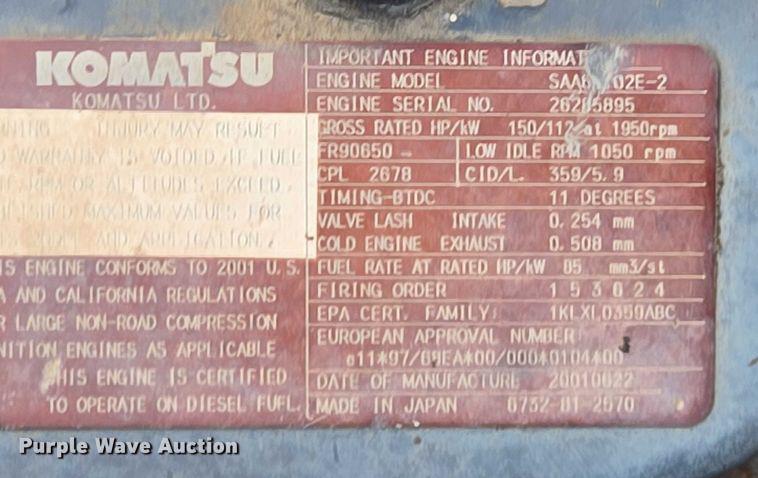 KOMATSU
KOMATSU LTD.
INJURY MAY RESULT
WARRANTY IS VOIDED IF FUEL
RPM OR ALTITUDES EXCEED
MAXIMUM VALUES FOR
AND APPLICATION.
IS ENGINE CONFORMS TO 2001 U.S.
A AND CALIFORNIA REGULATIONS
R LARGE NON-ROAD COMPRESSION
NITION ENGINES AS APPLICABLE
HIS ENGINE IS CERTIFIED
TO OPERATE ON DIESEL FUEL.
IMPORTANT ENGINE INFORMAT
ENGINE MODEL
ENGINE SERIAL NO. 26285895
GROSS RATED HP/kW 150/112 at 1950rpm
FR90650 - LOW IDLE RPM 1050 rpm
CPL 2678 CID/L. 359/5.9
TIMING-BTDC 11 DEGREES
VALVE LASH INTAKE 0.254 mm
COLD ENGINE EXHAUST 0.508 mm
FUEL RATE AT RATED HP/kW 85 mm3/st
FIRING ORDER 1 5 3 6 2 4
EPA CERT. FAMILY: 1KLXL0359ABC
EUROPEAN APPROVAL NUMBER
DATE OF MANUFACTURE 20010622
MADE IN JAPAN 6732-81-2570
Purple Wave Auction